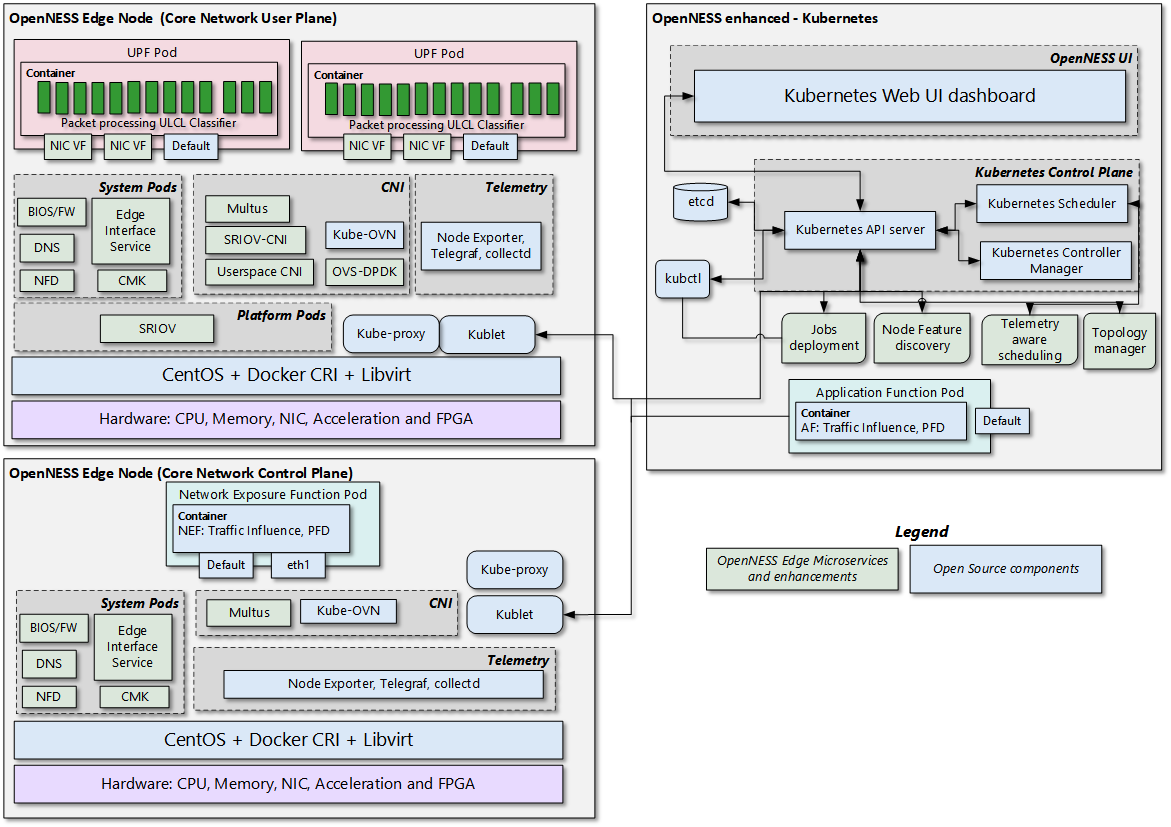 OpenNESS Edge Node (Core Network User Plane)
UPF Pod
Container
Packet processing ULCL Classifier
NIC VF
NIC VF
Default
UPF Pod
Container
Packet processing ULCL Classifier
NIC VF
NIC VF
Default
System Pods
BIOS/FW
DNS
NFD
Edge
Interface
Service
CMK
CNI
Multus
SRIOV-CNI
Userspace CNI
Kube-OVN
OVS-DPDK
Telemetry
Node Exporter,
Telegraf, collectd
Platform Pods
SRIOV
Kube-proxy
Kublet
CentOS + Docker CRI + Libvirt
Hardware: CPU, Memory, NIC, Acceleration and FPGA
OpenNESS Edge Node (Core Network Control Plane)
Network Exposure Function Pod
Container
NEF: Traffic Influence, PFD
Default
eth1
Kube-proxy
Kublet
System Pods
BIOS/FW
DNS
NFD
Edge
Interface
Service
CMK
CNI
Multus
Kube-OVN
Telemetry
Node Exporter, Telegraf, collectd
CentOS + Docker CRI + Libvirt
Hardware: CPU, Memory, NIC, Acceleration and FPGA
OpenNESS enhanced - Kubernetes
OpenNESS UI
Kubernetes Web UI dashboard
Kubernetes Control Plane
etcd
kubctl
Kubernetes API server
Kubernetes Scheduler
Kubernetes Controller
Manager
Jobs
deployment
Node Feature
discovery
Telemetry
aware
scheduling
Topology
manager
Application Function Pod
Container
AF: Traffic Influence, PFD
Default
Legend
OpenNESS Edge Microservices
and enhancements
Open Source components